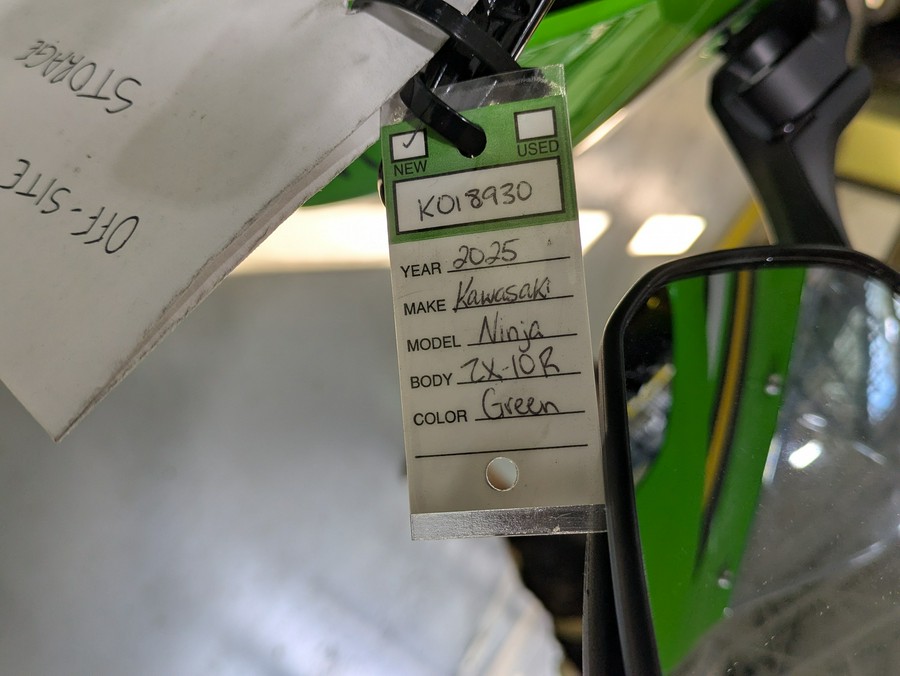 OFF-SITE
STORAGE
✓
NEW USED
K018930
YEAR 2025
MAKE Kawasaki
MODEL Ninja
BODY ZX-10R
COLOR Green